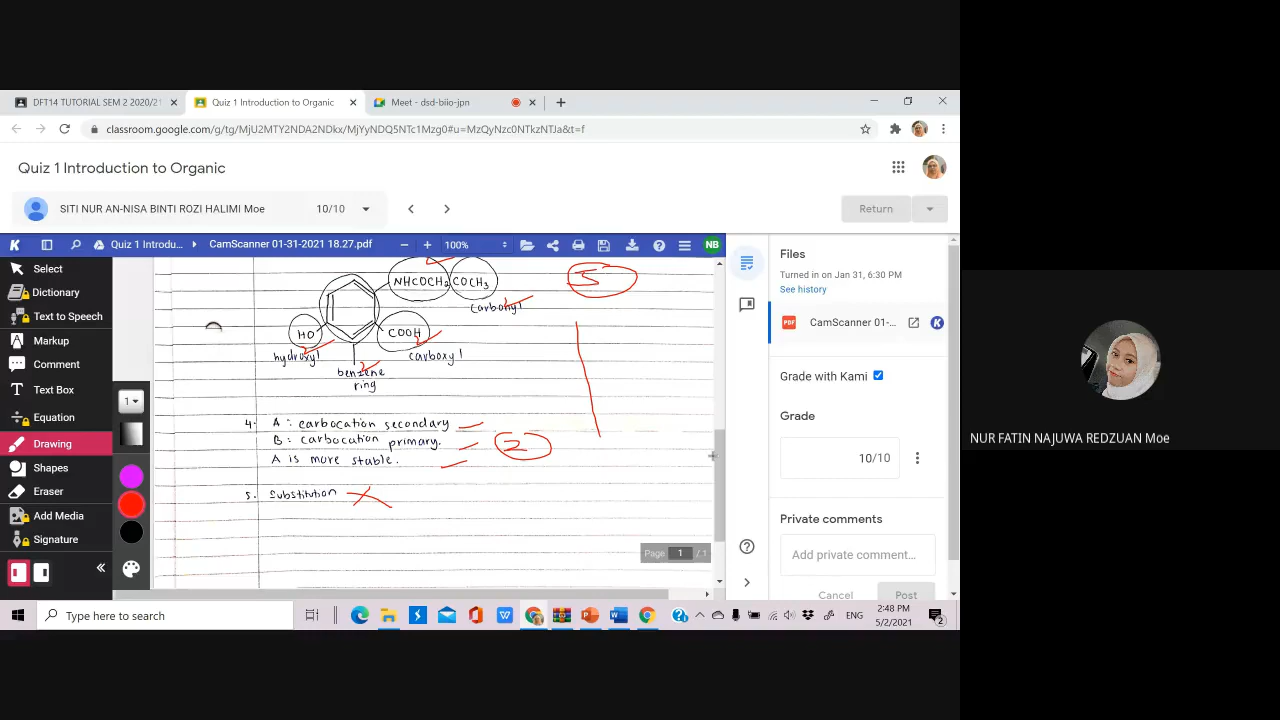 DFT14 TUTORIAL SEM 2 2020/21
Quiz 1 Introduction to Organic
Meet - dsd-biio-jpn
classroom.google.com/g/tg/MjU2MTY2NDA2NDkx/MjYyNDQ5NTc1Mzg0#u=MzQyNzc0NTkzNTJa&t=f
Quiz 1 Introduction to Organic
SITI NUR AN-NISA BINTI ROZI HALIMI Moe
10/10
Return
Quiz 1 Introdu...
CamScanner 01-31-2021 18.27.pdf
100%
NB
Select
Dictionary
Text to Speech
Markup
Comment
Text Box
Equation
Drawing
Shapes
Eraser
Add Media
Signature
1
NHCOCH2 COCH3
5
carbonyl
HO
COOH
hydroxyl
carboxyl
benzene
ring
4. A : carbocation secondary
B : carbocation primary.
2
A is more stable.
5. Substitution
Page 1 / 1
Files
Turned in on Jan 31, 6:30 PM
See history
PDF
CamScanner 01-...
Grade with Kami
Grade
10/10
Private comments
Add private comment...
Cancel
Post
NUR FATIN NAJUWA REDZUAN Moe
Type here to search
ENG
2:48 PM
5/2/2021
2